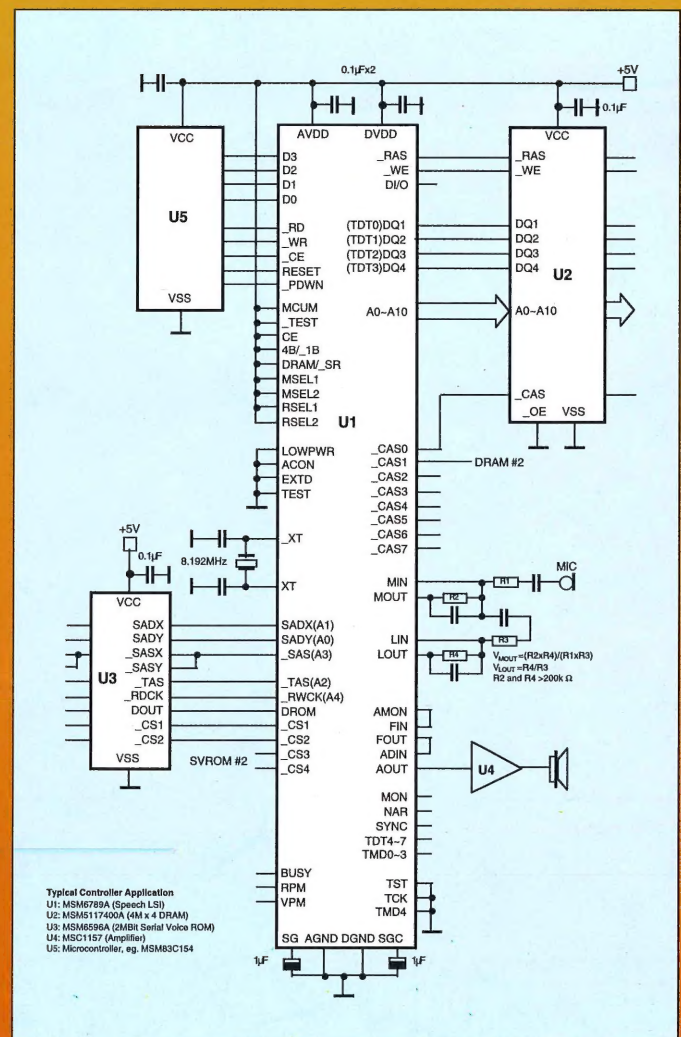 0.1µFx2
+5V
0.1µF
AVDD
DVDD
VCC
U5
VSS
D3
D2
D1
D0
_RD
_WR
_CE
RESET
_PDWN
MCUM
_TEST
CE
4B/_1B
DRAM/_SR
MSEL1
MSEL2
RSEL1
RSEL2
LOWPWR
ACON
EXTD
TEST
_XT
XT
8.192MHz
U1
_RAS
_WE
DI/O
(TDT0)DQ1
(TDT1)DQ2
(TDT2)DQ3
(TDT3)DQ4
A0~A10
_CAS0
_CAS1
_CAS2
_CAS3
_CAS4
_CAS5
_CAS6
_CAS7
DRAM #2
VCC
_RAS
_WE
DQ1
DQ2
DQ3
DQ4
U2
A0~A10
_CAS
_OE
VSS
MIN
MOUT
LIN
LOUT
R1
R2
R3
R4
MIC
VMOUT=(R2xR4)/(R1xR3)
VLOUT=R4/R3
R2 and R4 >200k Ω
+5V
0.1µF
VCC
SADX
SADY
_SASX
_SASY
_TAS
_RDCK
DOUT
_CS1
_CS2
U3
VSS
SADX(A1)
SADY(A0)
_SAS(A3)
_TAS(A2)
_RWCK(A4)
DROM
_CS1
_CS2
_CS3
_CS4
SVROM #2
AMON
FIN
FOUT
ADIN
AOUT
U4
MON
NAR
SYNC
TDT4~7
TMD0~3
TST
TCK
TMD4
BUSY
RPM
VPM
SG AGND DGND SGC
1µF
1µF
Typical Controller Application
U1: MSM6789A (Speech LSI)
U2: MSM5117400A (4M x 4 DRAM)
U3: MSM6596A (2MBit Serial Voice ROM)
U4: MSC1157 (Amplifier)
U5: Microcontroller, eg. MSM83C154